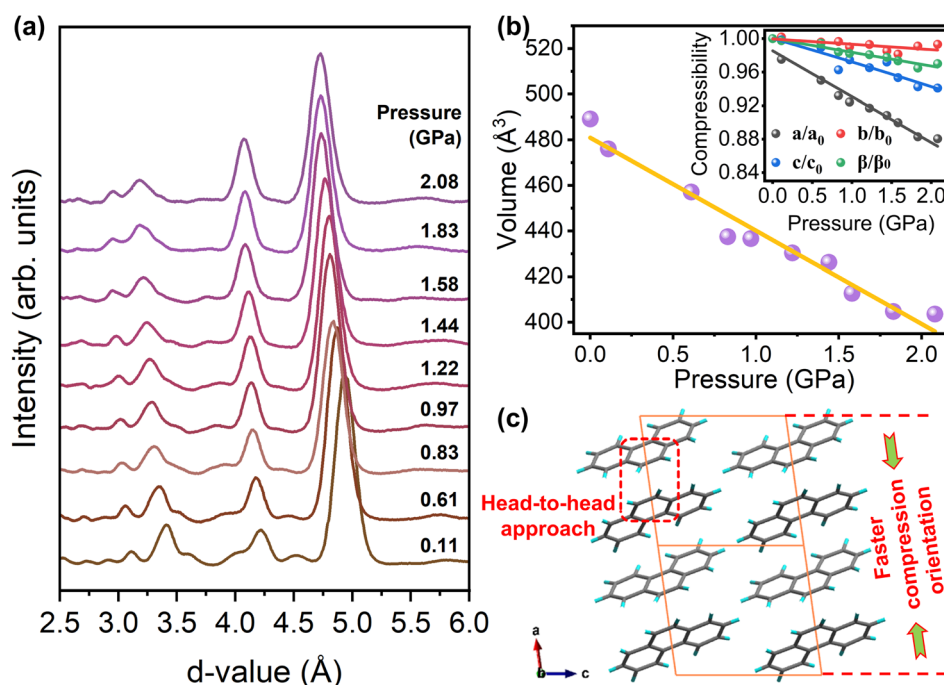 (a)
Intensity (arb. units)
Pressure
(GPa)
2.08
1.83
1.58
1.44
1.22
0.97
0.83
0.61
0.11
2.5 3.0 3.5 4.0 4.5 5.0 5.5 6.0
d-value (Å)
(b)
Volume (Å³)
520
500
480
460
440
420
400
0.0 0.5 1.0 1.5 2.0
Pressure (GPa)
Compressibility
1.00
0.96
0.92
0.88
0.84
a/a₀ b/b₀
c/c₀ β/β₀
0.0 0.5 1.0 1.5 2.0
Pressure (GPa)
(c)
Head-to-head
approach
Faster
compression
orientation
a
c